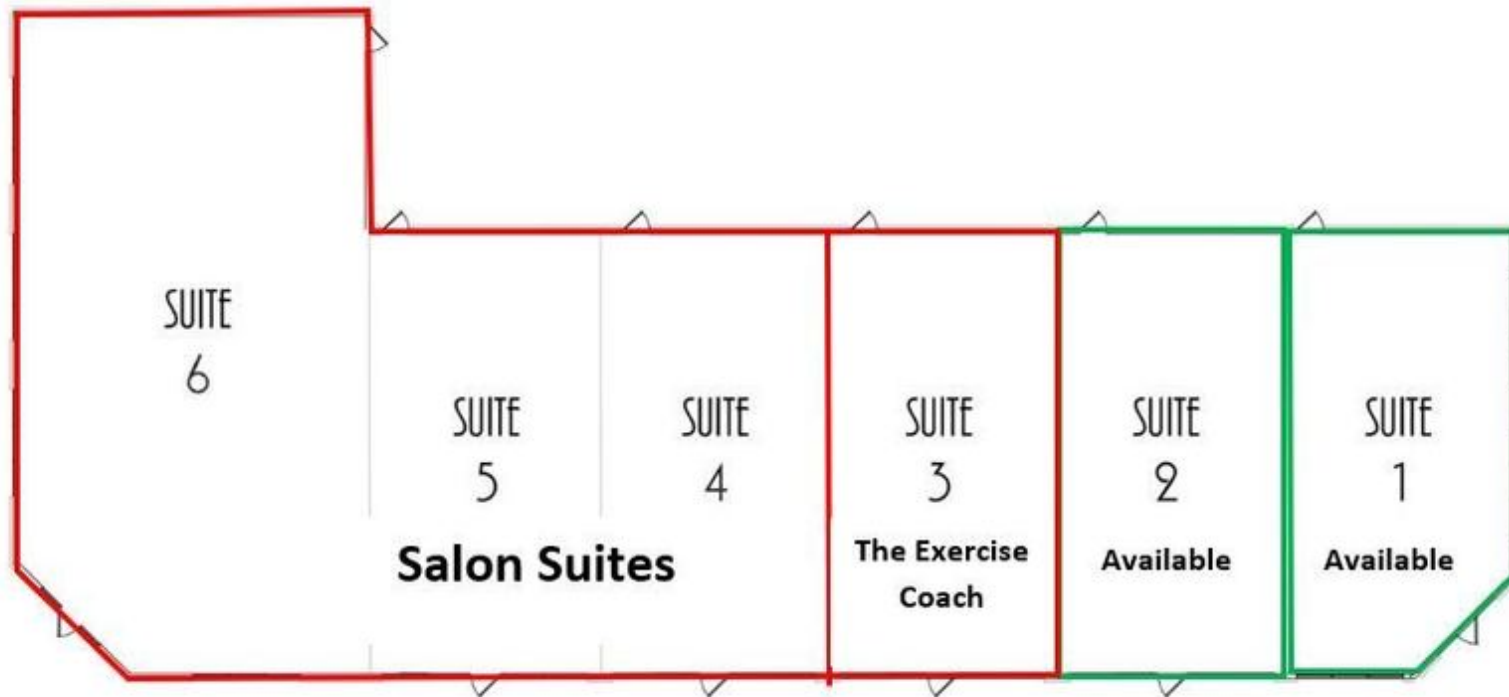 SUITE
6
SUITE
5
SUITE
4
SUITE
3
SUITE
2
SUITE
1
Salon Suites
The Exercise
Coach
Available
Available